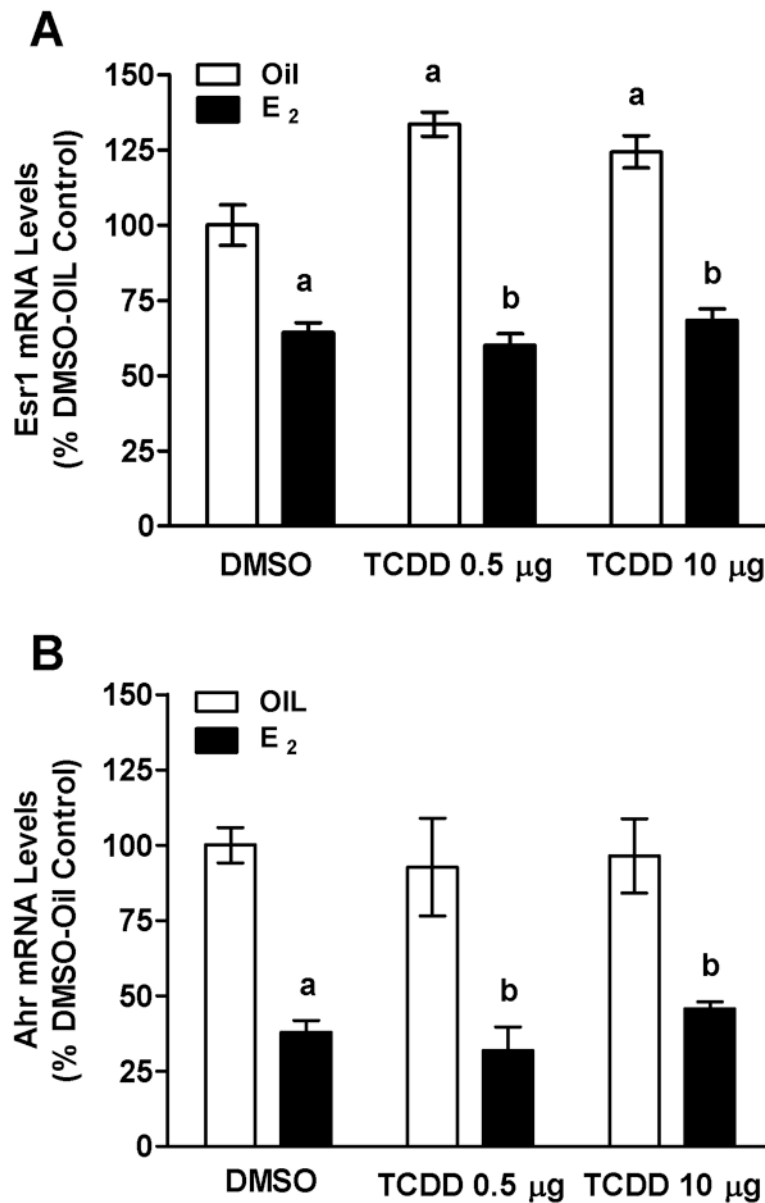 A
Esr1 mRNA Levels
(% DMSO-OIL Control)
150
125
100
75
50
25
0
Oil
E 2
a
a
a
b
b
DMSO
TCDD 0.5 μg
TCDD 10 μg
B
Ahr mRNA Levels
(% DMSO-Oil Control)
150
125
100
75
50
25
0
OIL
E 2
a
b
b
DMSO
TCDD 0.5 μg
TCDD 10 μg